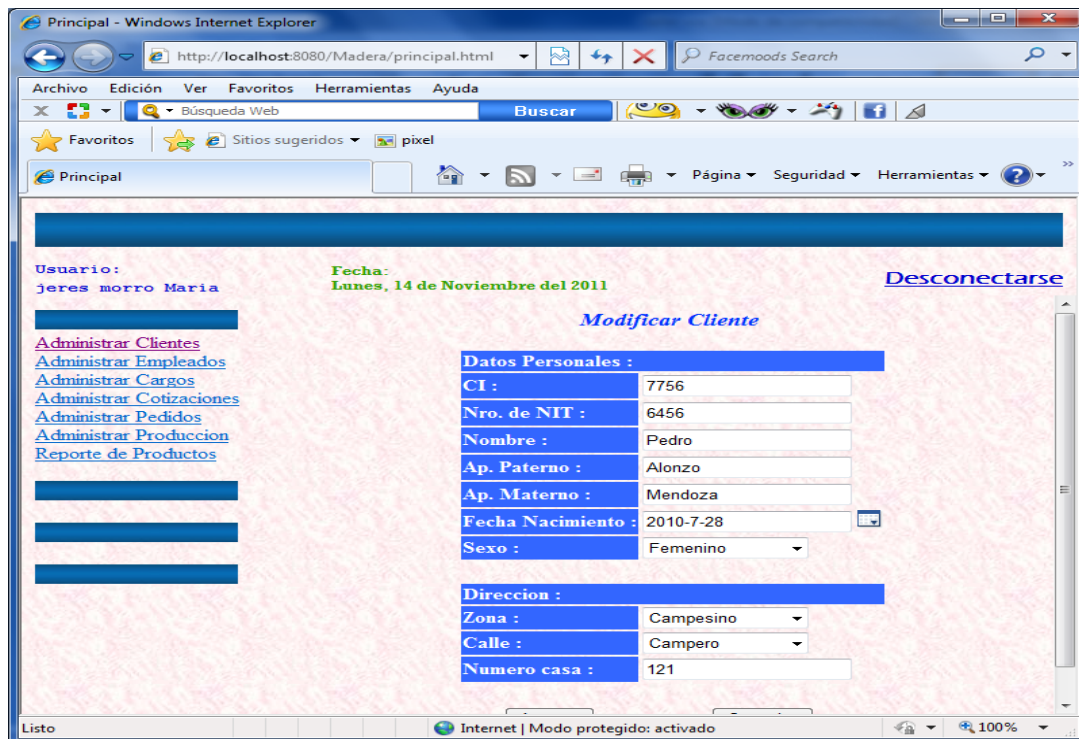 Principal - Windows Internet Explorer
http://localhost:8080/Madera/principal.html
Facemoods Search
Archivo Edición Ver Favoritos Herramientas Ayuda
Búsqueda Web Buscar
Favoritos Sitios sugeridos pixel
Principal Página Seguridad Herramientas
Usuario:
jeres morro Maria
Fecha:
Lunes, 14 de Noviembre del 2011
Desconectarse
Administrar Clientes
Administrar Empleados
Administrar Cargos
Administrar Cotizaciones
Administrar Pedidos
Administrar Produccion
Reporte de Productos
Modificar Cliente
Datos Personales :
CI : 7756
Nro. de NIT : 6456
Nombre : Pedro
Ap. Paterno : Alonzo
Ap. Materno : Mendoza
Fecha Nacimiento : 2010-7-28
Sexo : Femenino
Direccion :
Zona : Campesino
Calle : Campero
Numero casa : 121
Listo Internet | Modo protegido: activado 100%